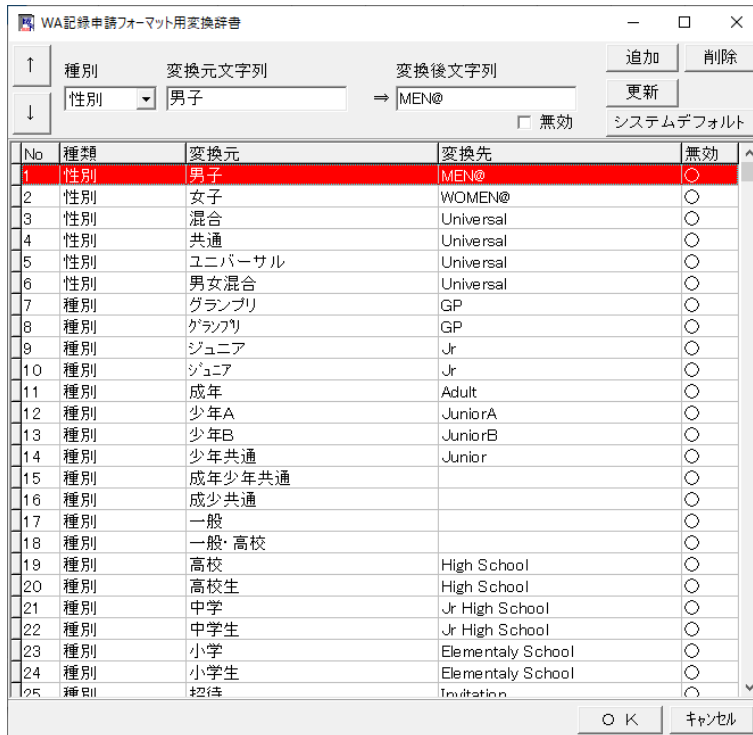 WA記録申請フォーマット用変換辞書
↑ 種別 変換元文字列 変換後文字列 追加 削除
性別 男子 ⇒ MEN@ 更新
↓ 無効 システムデフォルト
No 種類 変換元 変換先 無効
1 性別 男子 MEN@ ○
2 性別 女子 WOMEN@ ○
3 性別 混合 Universal ○
4 性別 共通 Universal ○
5 性別 ユニバーサル Universal ○
6 性別 男女混合 Universal ○
7 種別 グランプリ GP ○
8 種別 グランプリ GP ○
9 種別 ジュニア Jr ○
10 種別 ジュニア Jr ○
11 種別 成年 Adult ○
12 種別 少年A JuniorA ○
13 種別 少年B JuniorB ○
14 種別 少年共通 Junior ○
15 種別 成年少年共通 ○
16 種別 成少共通 ○
17 種別 一般 ○
18 種別 一般・高校 ○
19 種別 高校 High School ○
20 種別 高校生 High School ○
21 種別 中学 Jr High School ○
22 種別 中学生 Jr High School ○
23 種別 小学 Elementaly School ○
24 種別 小学生 Elementaly School ○
25 種別 招待 Invitation ○
ＯＫ キャンセル